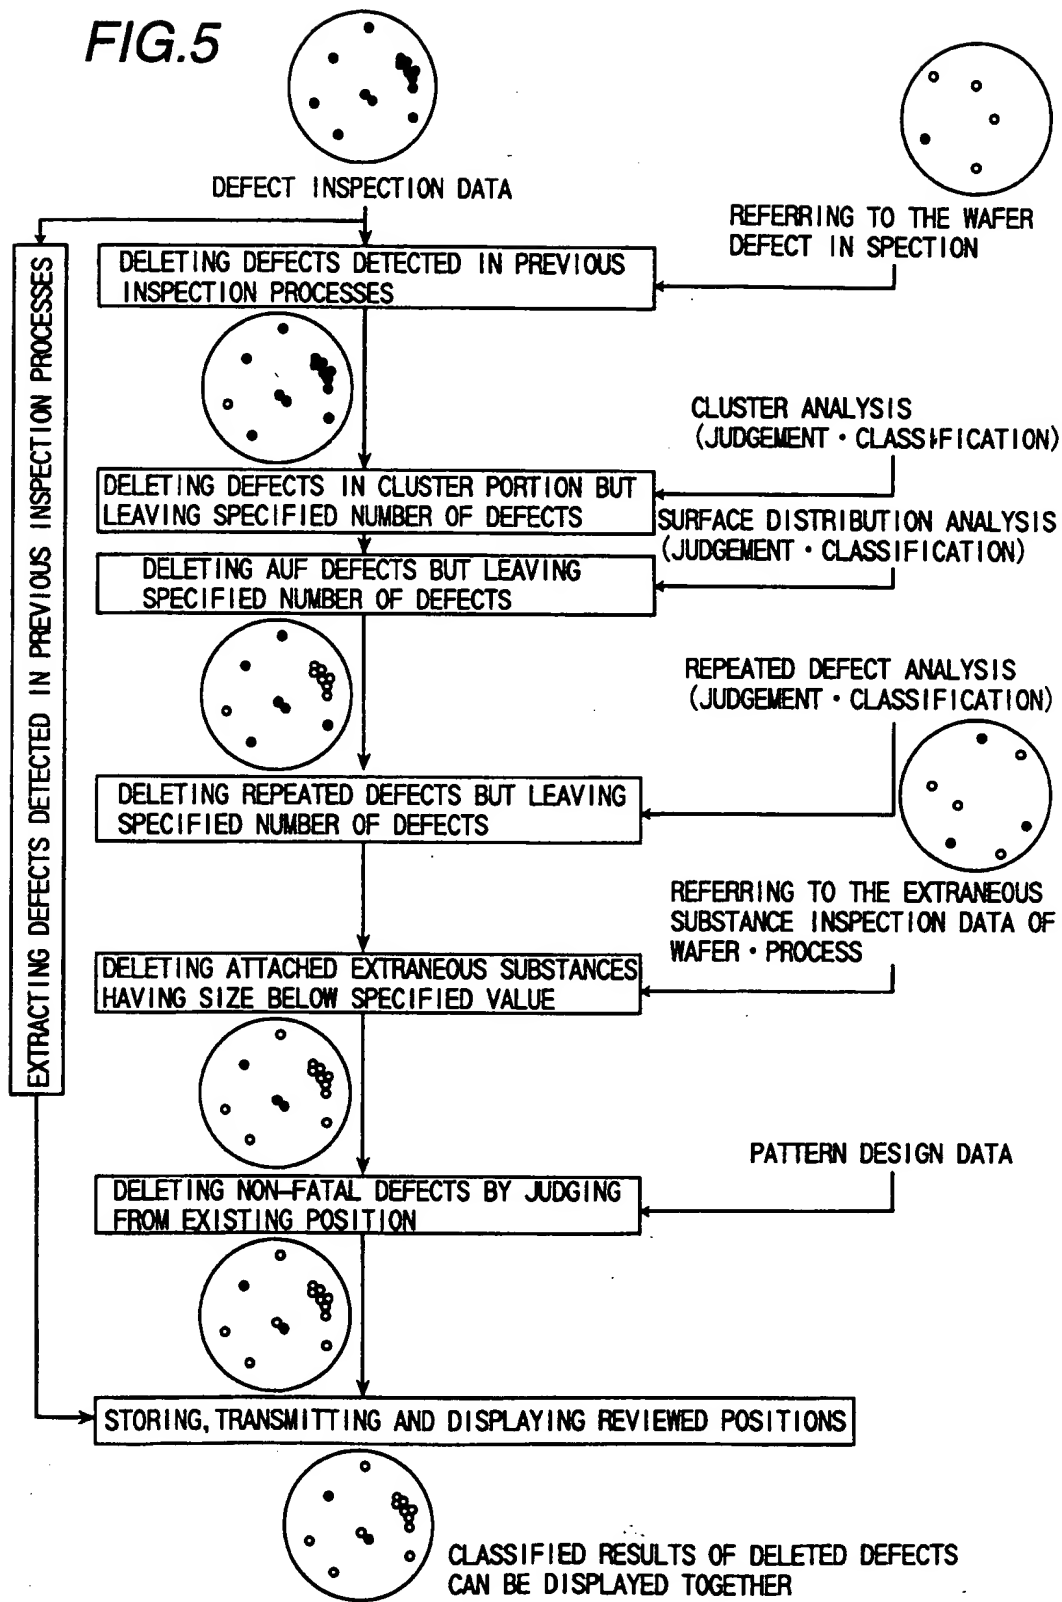 FIG.5
DEFECT INSPECTION DATA
REFERRING TO THE WAFER
DEFECT IN SPECTION
EXTRACTING DEFECTS DETECTED IN PREVIOUS INSPECTION PROCESSES
DELETING DEFECTS DETECTED IN PREVIOUS
INSPECTION PROCESSES
CLUSTER ANALYSIS
(JUDGEMENT・CLASSIFICATION)
DELETING DEFECTS IN CLUSTER PORTION BUT
LEAVING SPECIFIED NUMBER OF DEFECTS
SURFACE DISTRIBUTION ANALYSIS
(JUDGEMENT・CLASSIFICATION)
DELETING AUF DEFECTS BUT LEAVING
SPECIFIED NUMBER OF DEFECTS
REPEATED DEFECT ANALYSIS
(JUDGEMENT・CLASSIFICATION)
DELETING REPEATED DEFECTS BUT LEAVING
SPECIFIED NUMBER OF DEFECTS
REFERRING TO THE EXTRANEOUS
SUBSTANCE INSPECTION DATA OF
WAFER・PROCESS
DELETING ATTACHED EXTRANEOUS SUBSTANCES
HAVING SIZE BELOW SPECIFIED VALUE
PATTERN DESIGN DATA
DELETING NON-FATAL DEFECTS BY JUDGING
FROM EXISTING POSITION
STORING, TRANSMITTING AND DISPLAYING REVIEWED POSITIONS
CLASSIFIED RESULTS OF DELETED DEFECTS
CAN BE DISPLAYED TOGETHER